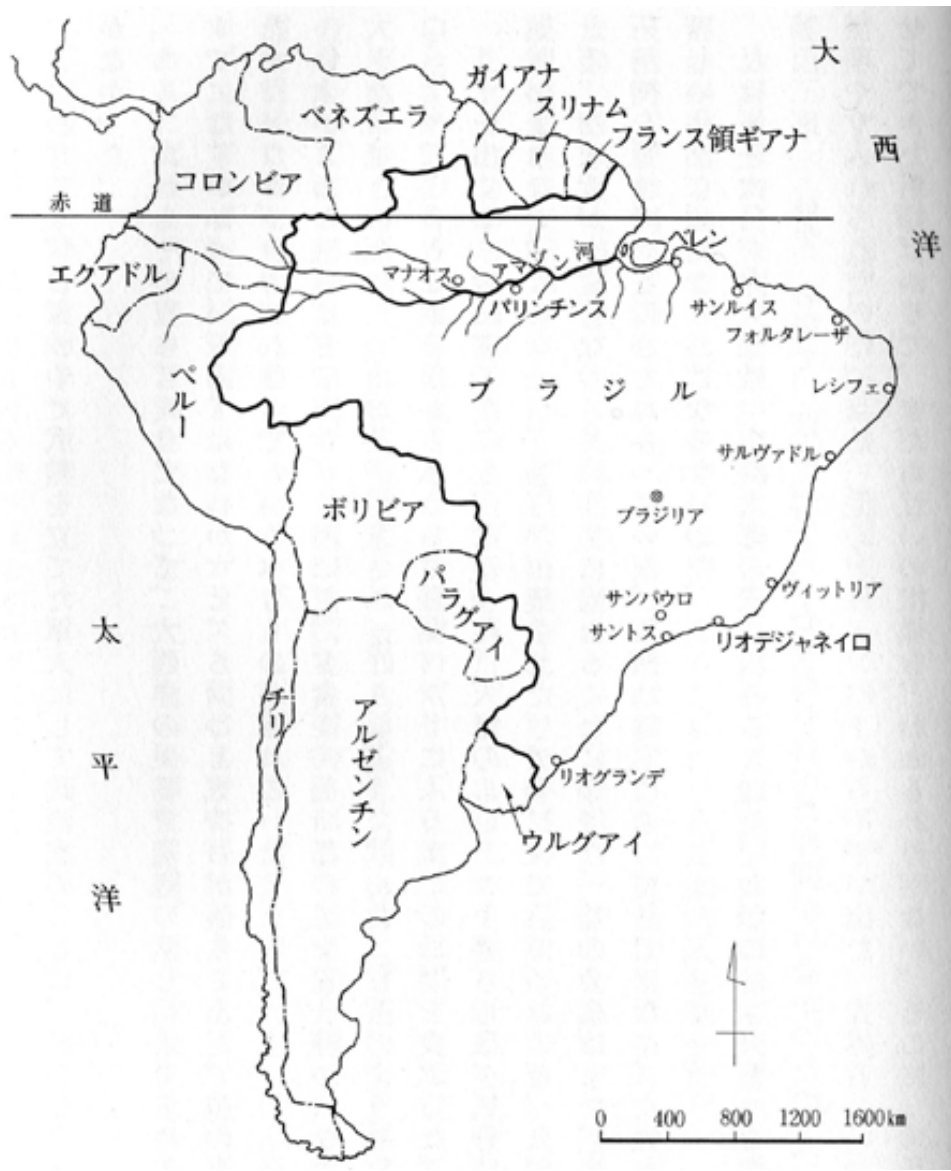 大西洋
ガイアナ
スリナム
フランス領ギアナ
ベネズエラ
コロンビア
赤道
エクアドル
ベレン
アマゾン河
マナオス
パリンチンス
サンルイス
フォルタレーザ
ペルー
ブラジル
レシフェ
サルヴァドル
ブラジリア
ボリビア
パラグアイ
サンパウロ
サントス
ヴィットリア
リオデジャネイロ
太平洋
チリ
アルゼンチン
リオグランデ
ウルグアイ
0 400 800 1200 1600km